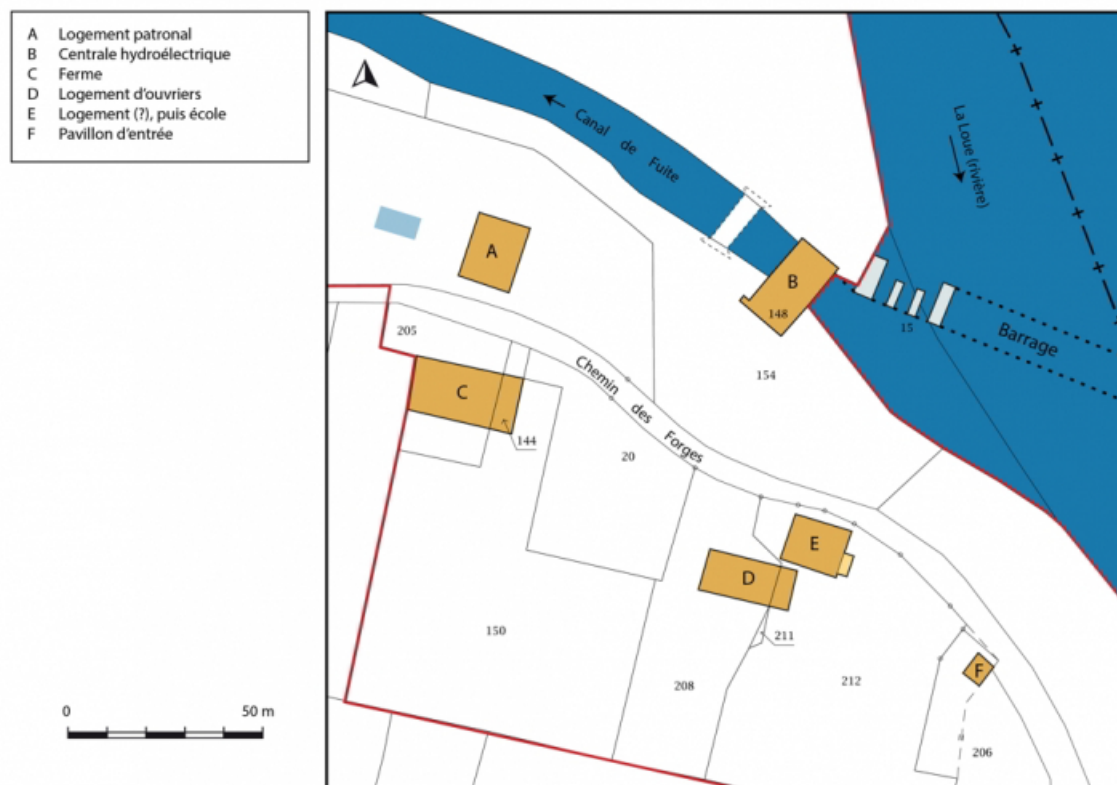 A Logement patronal
B Centrale hydroélectrique
C Ferme
D Logement d'ouvriers
E Logement (?), puis école
F Pavillon d'entrée
0 50 m
Canal de Fuite
La Loue (rivière)
A
B
148
15
Barrage
205
154
C
Chemin des Forges
144
20
E
D
150
211
208
212
F
206